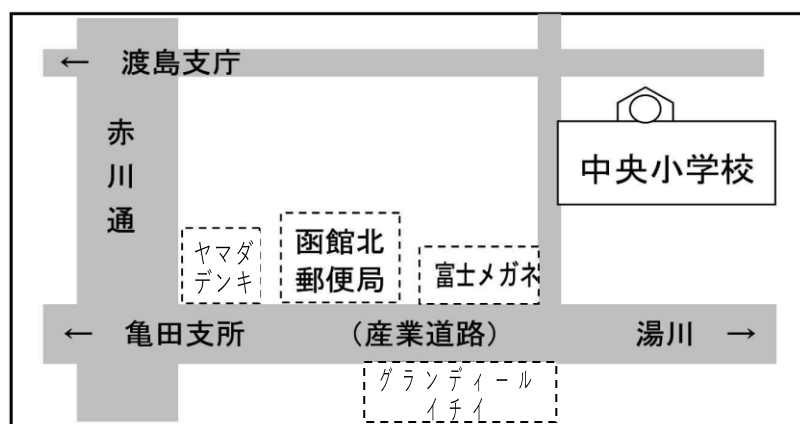 ← 渡島支庁
赤川通
中央小学校
ヤマダ
デンキ
函館北
郵便局
富士メガネ
← 亀田支所 （産業道路） 湯川 →
グランディール
イチイ